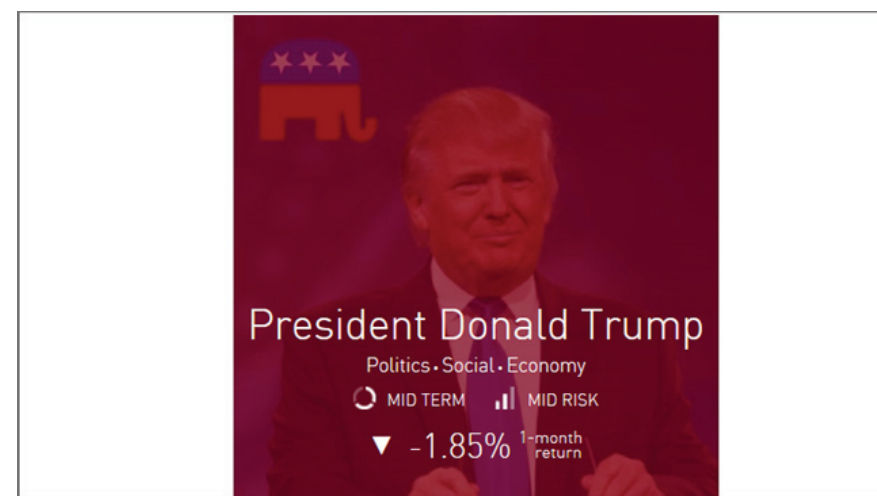 President Donald Trump
Politics • Social • Economy
MID TERM MID RISK
-1.85% 1-month return